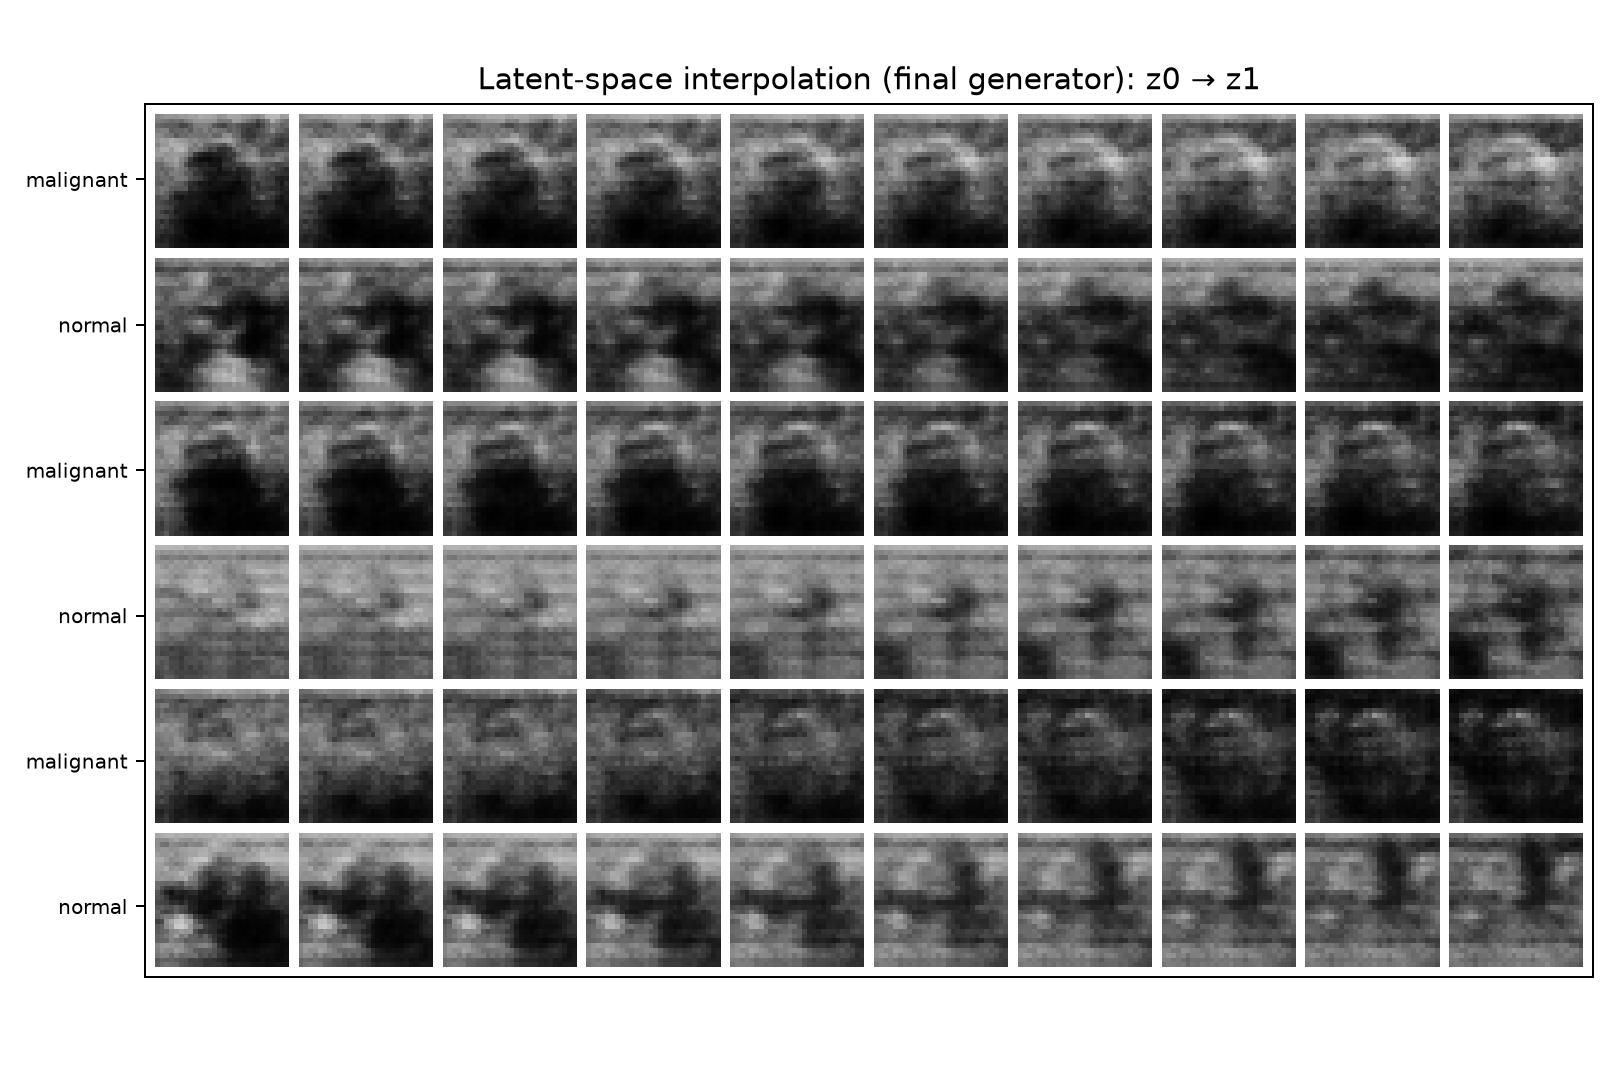 Latent-space interpolation (final generator): z0 → z1
malignant
normal
malignant
normal
malignant
normal